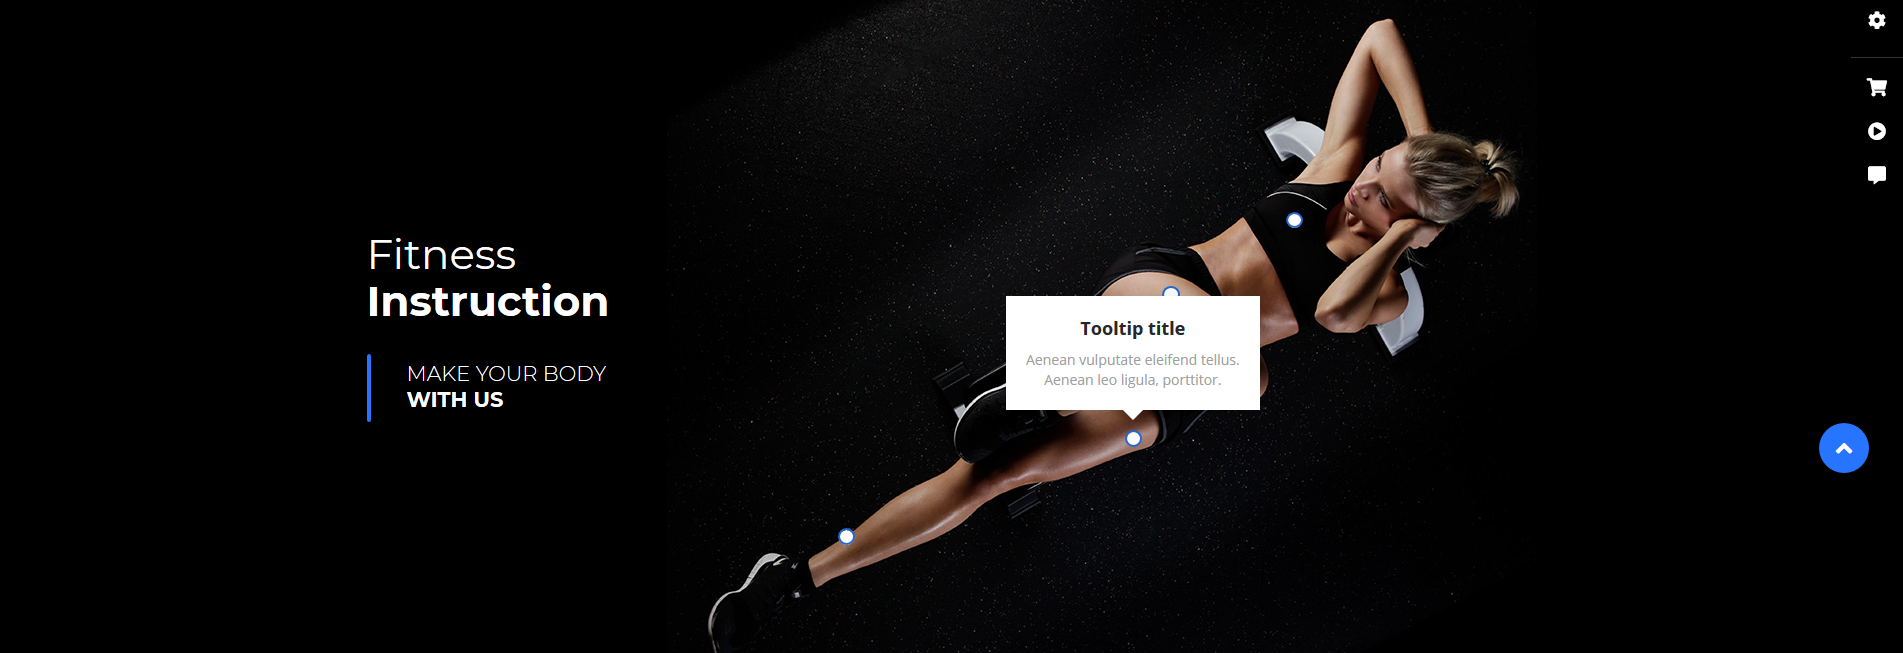 Fitness
Instruction
MAKE YOUR BODY
WITH US
Tooltip title
Aenean vulputate eleifend tellus.
Aenean leo ligula, porttitor.